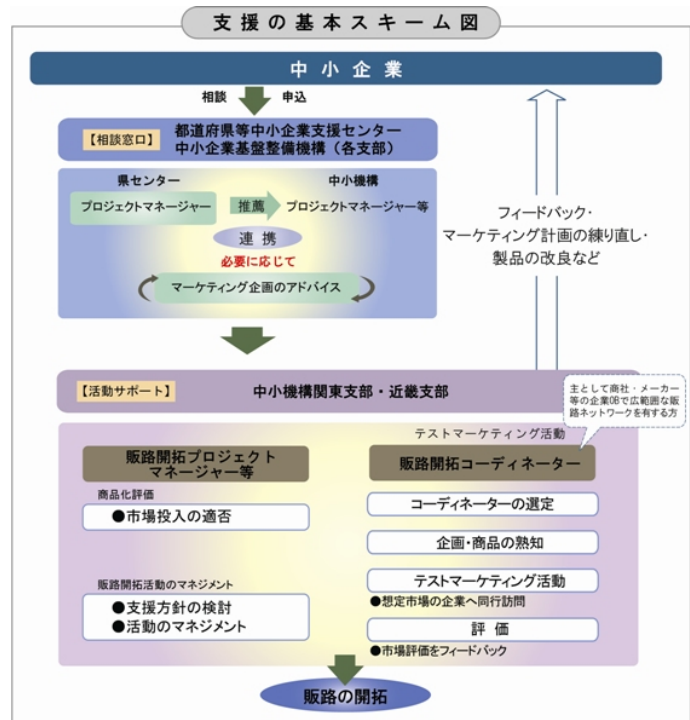 支援の基本スキーム図
中小企業
相談 申込
【相談窓口】
都道府県等中小企業支援センター
中小企業基盤整備機構（各支部）
県センター
中小機構
プロジェクトマネージャー
推薦
プロジェクトマネージャー等
連携
必要に応じて
マーケティング企画のアドバイス
フィードバック・
マーケティング計画の練り直し・
製品の改良など
【活動サポート】
中小機構関東支部・近畿支部
主として商社・メーカー
等の企業OBで広範囲な販
路ネットワークを有する方
テストマーケティング活動
販路開拓プロジェクト
マネージャー等
商品化評価
●市場投入の適否
販路開拓活動のマネジメント
●支援方針の検討
●活動のマネジメント
販路開拓コーディネーター
コーディネーターの選定
企画・商品の熟知
テストマーケティング活動
●想定市場の企業へ同行訪問
評価
●市場評価をフィードバック
販路の開拓